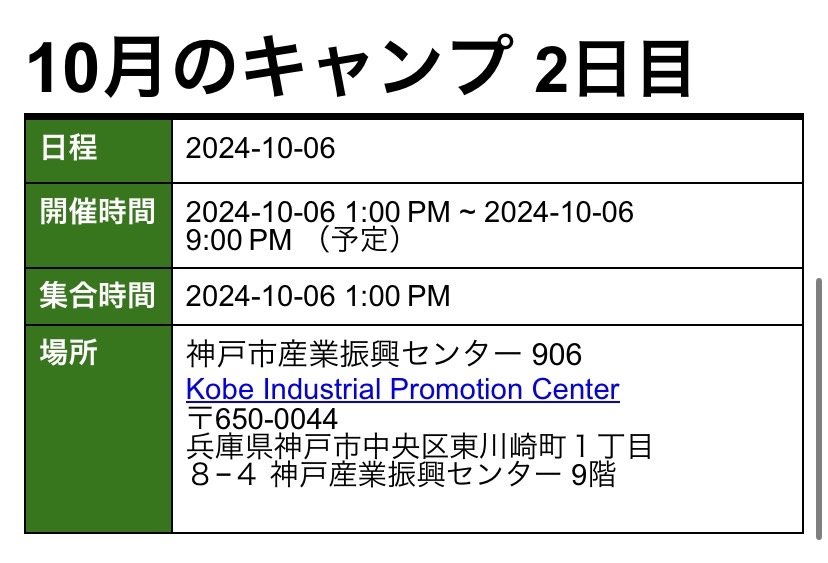 10月のキャンプ 2日目
日程
2024-10-06
開催時間
2024-10-06 1:00 PM ~ 2024-10-06
9:00 PM （予定）
集合時間
2024-10-06 1:00 PM
場所
神戸市産業振興センター 906
Kobe Industrial Promotion Center
〒650-0044
兵庫県神戸市中央区東川崎町１丁目
８−４ 神戸産業振興センター 9階